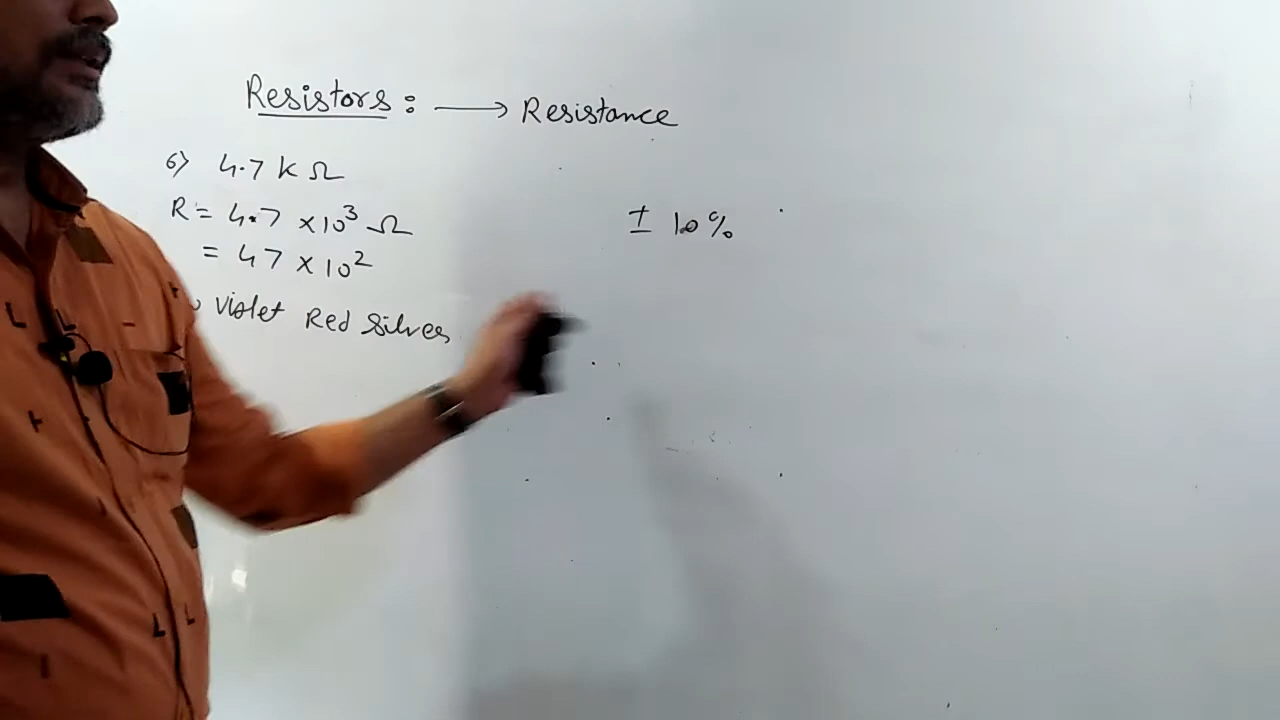 Resistors : ⟶ Resistance
6) 4.7 k Ω
R = 4.7 × 10³ Ω
± 10%
= 47 × 10²
Violet Red Silver